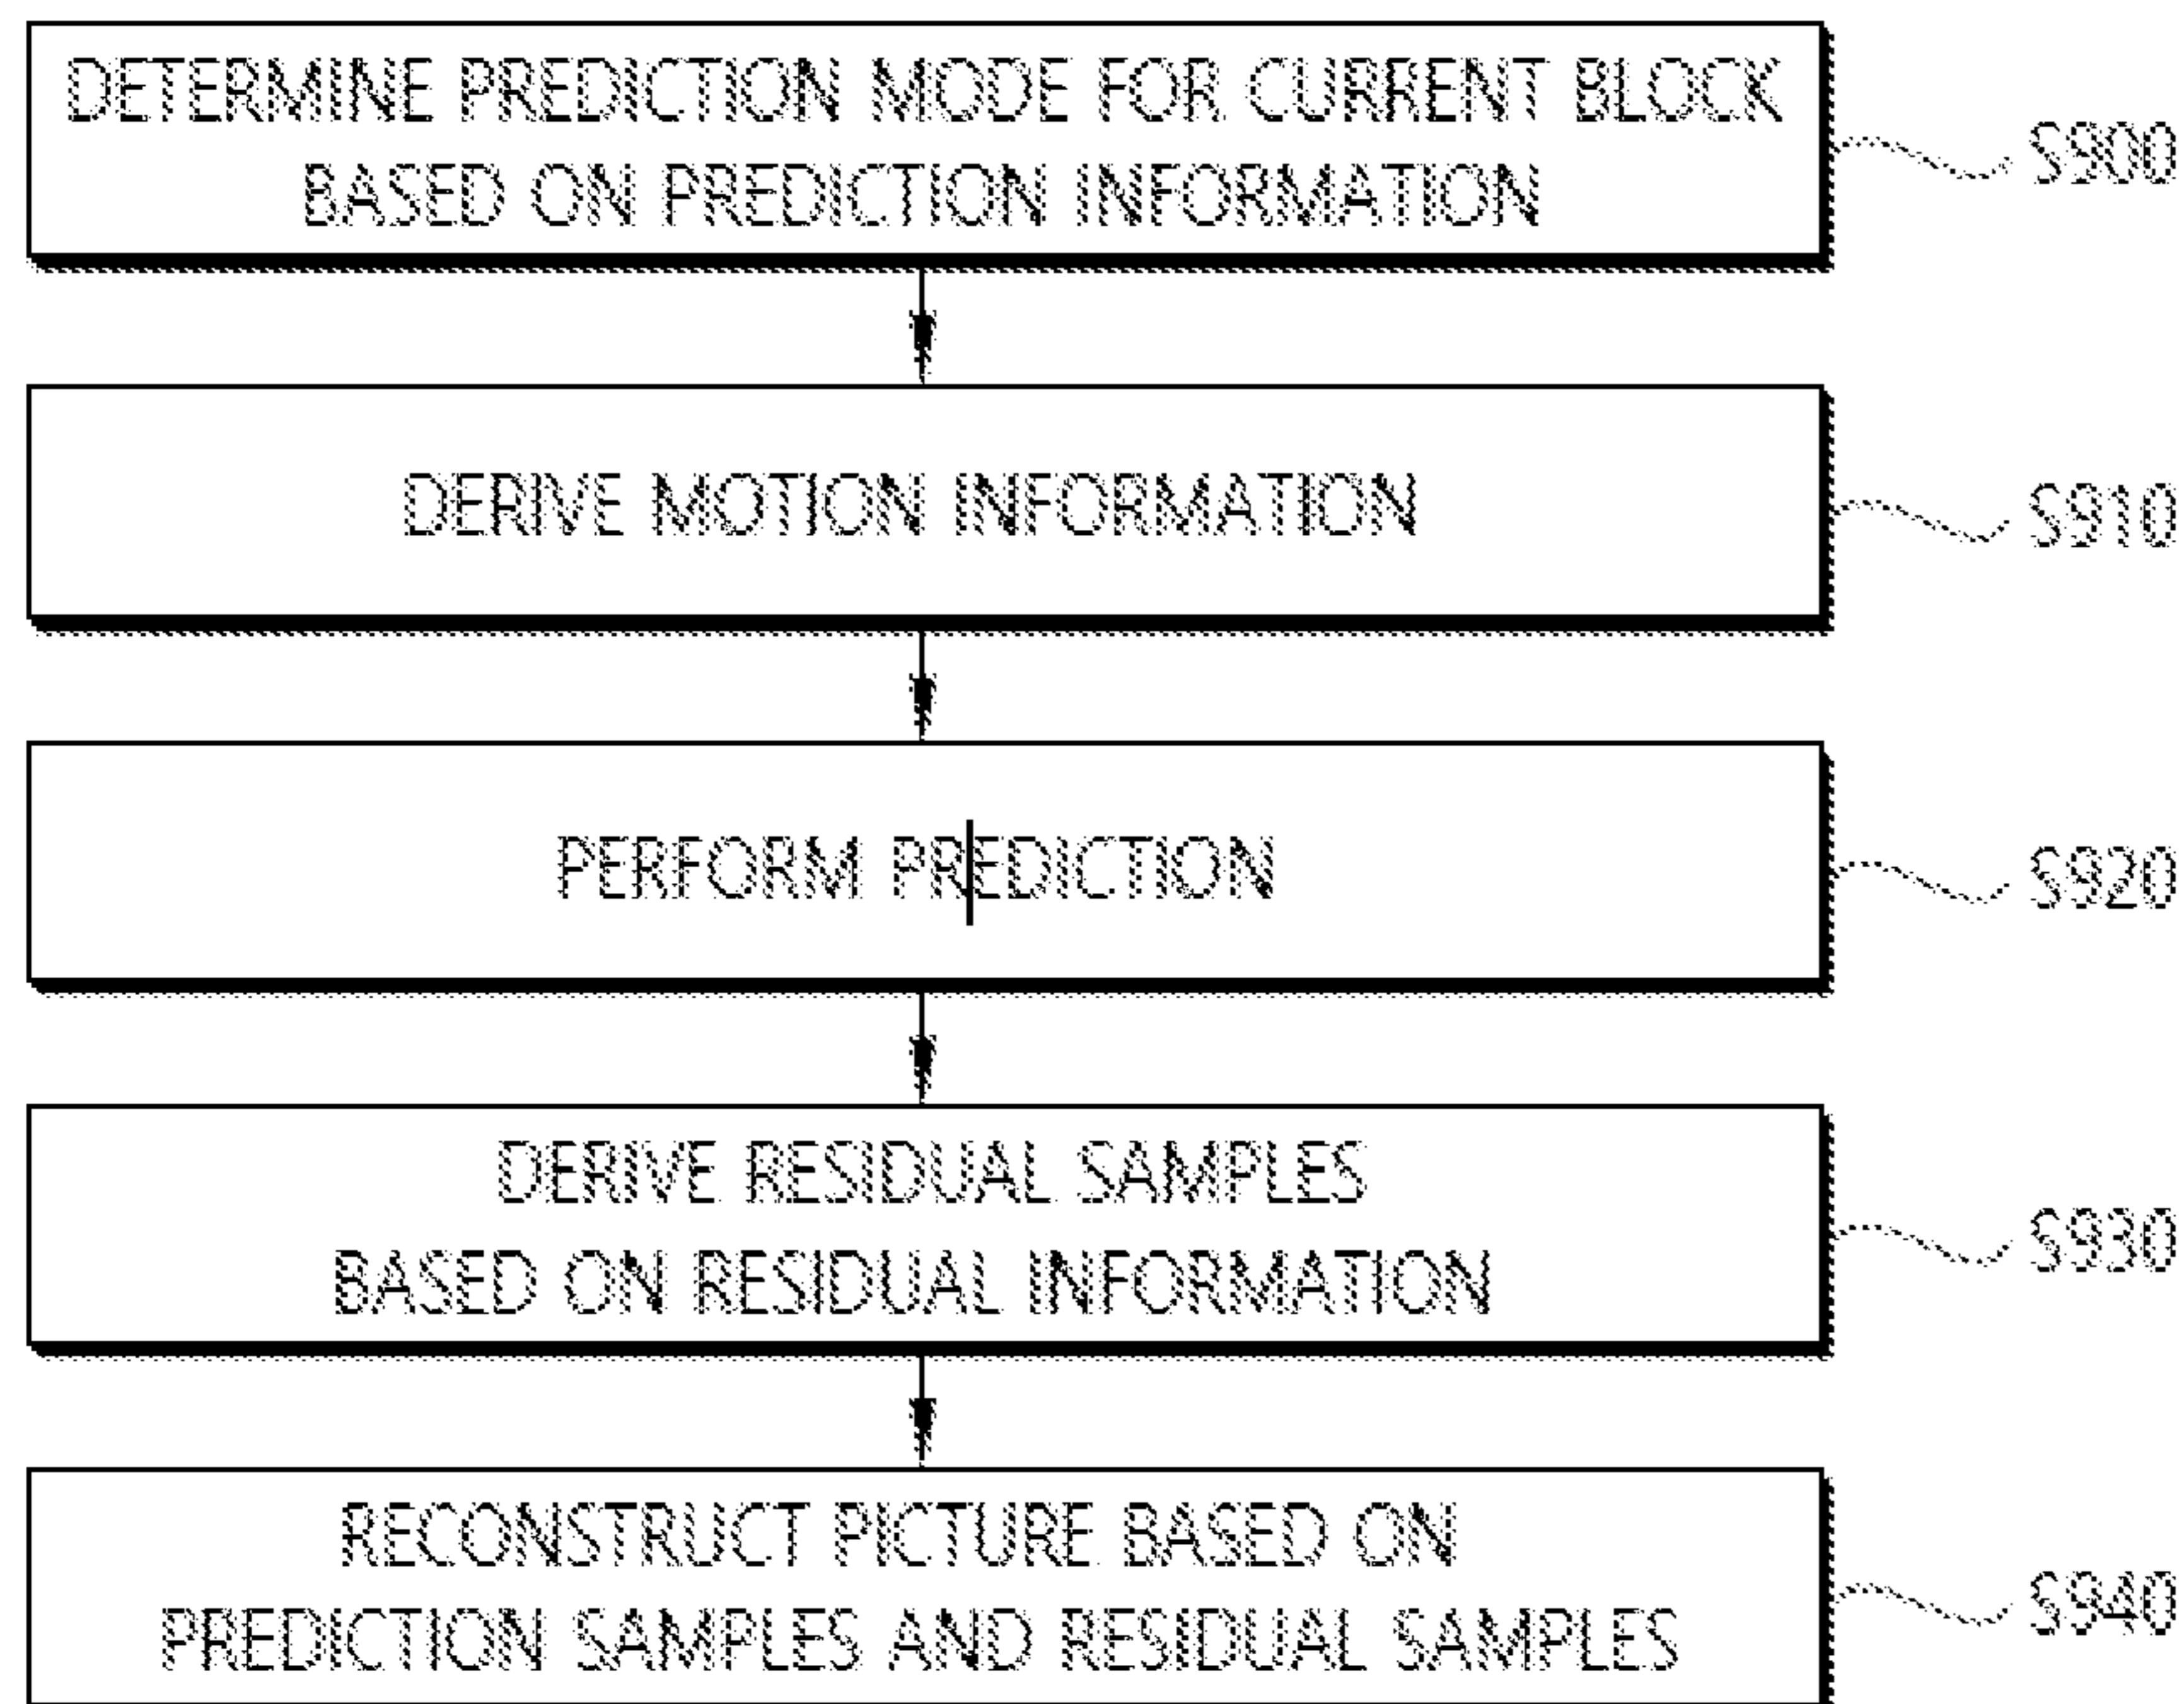 DETERMINE PREDICTION MODE FOR CURRENT BLOCK
BASED ON PREDICTION INFORMATION
S900
DERIVE MOTION INFORMATION
S910
PERFORM PREDICTION
S920
DERIVE RESIDUAL SAMPLES
BASED ON RESIDUAL INFORMATION
S930
RECONSTRUCT PICTURE BASED ON
PREDICTION SAMPLES AND RESIDUAL SAMPLES
S940